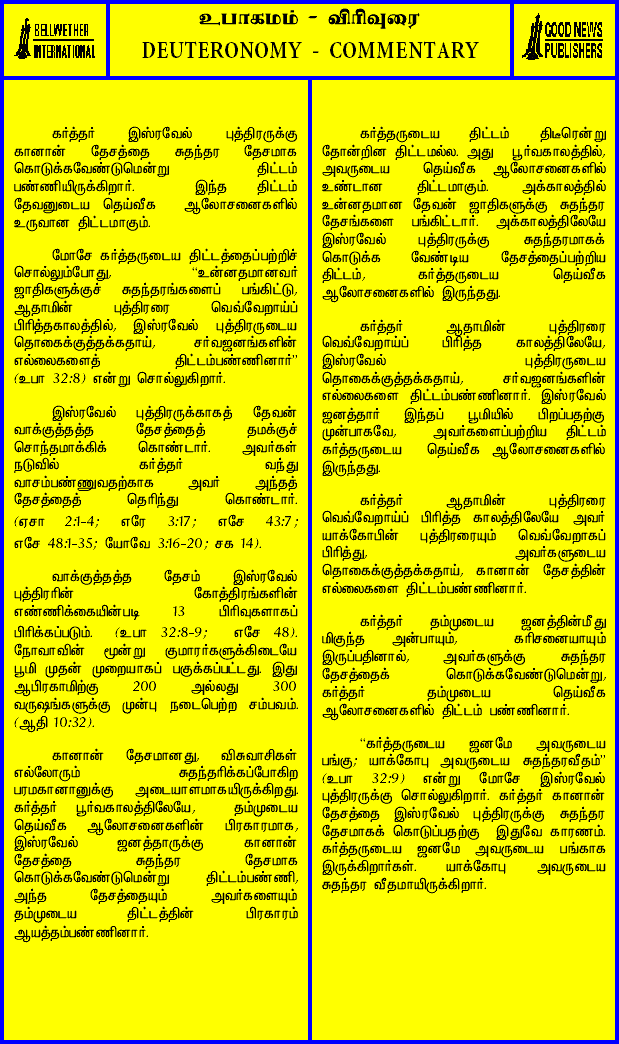 BELLWETHER
INTERNATIONAL
உபாகமம் - விரிவுரை
DEUTERONOMY - COMMENTARY
GOOD NEWS
PUBLISHERS
கர்த்தர் இஸ்ரவேல் புத்திரருக்கு
கானான் தேசத்தை சுதந்தர தேசமாக
கொடுக்கவேண்டுமென்று திட்டம்
பண்ணியிருக்கிறார். இந்த திட்டம்
தேவனுடைய தெய்வீக ஆலோசனைகளில்
உருவான திட்டமாகும்.
மோசே கர்த்தருடைய திட்டத்தைப்பற்றிச்
சொல்லும்போது, “உன்னதமானவர்
ஜாதிகளுக்குச் சுதந்தரங்களைப் பங்கிட்டு,
ஆதாமின் புத்திரரை வெவ்வேறாய்ப்
பிரித்தகாலத்தில், இஸ்ரவேல் புத்திரருடைய
தொகைக்குத்தக்கதாய், சர்வஜனங்களின்
எல்லைகளைத் திட்டம்பண்ணினார்”
(உபா 32:8) என்று சொல்லுகிறார்.
இஸ்ரவேல் புத்திரருக்காகத் தேவன்
வாக்குத்தத்த தேசத்தைத் தமக்குச்
சொந்தமாக்கிக் கொண்டார். அவர்கள்
நடுவில் கர்த்தர் வந்து
வாசம்பண்ணுவதற்காக அவர் அந்தத்
தேசத்தைத் தெரிந்து கொண்டார்.
(ஏசா 2:1-4; எரே 3:17; எசே 43:7;
எசே 48:1-35; யோவே 3:16-20; சக 14).
வாக்குத்தத்த தேசம் இஸ்ரவேல்
புத்திரரின் கோத்திரங்களின்
எண்ணிக்கையின்படி 13 பிரிவுகளாகப்
பிரிக்கப்படும். (உபா 32:8-9; எசே 48).
நோவாவின் மூன்று குமாரர்களுக்கிடையே
பூமி முதன் முறையாகப் பகுக்கப்பட்டது. இது
ஆபிரகாமிற்கு 200 அல்லது 300
வருஷங்களுக்கு முன்பு நடைபெற்ற சம்பவம்.
(ஆதி 10:32).
கானான் தேசமானது, விசுவாசிகள்
எல்லோரும் சுதந்தரிக்கப்போகிற
பரமகானானுக்கு அடையாளமாகயிருக்கிறது.
கர்த்தர் பூர்வகாலத்திலேயே, தம்முடைய
தெய்வீக ஆலோசனைகளின் பிரகாரமாக,
இஸ்ரவேல் ஜனத்தாருக்கு கானான்
தேசத்தை சுதந்தர தேசமாக
கொடுக்கவேண்டுமென்று திட்டம்பண்ணி,
அந்த தேசத்தையும் அவர்களையும்
தம்முடைய திட்டத்தின் பிரகாரம்
ஆயத்தம்பண்ணினார்.
கர்த்தருடைய திட்டம் திடீரென்று
தோன்றின திட்டமல்ல. அது பூர்வகாலத்தில்,
அவருடைய தெய்வீக ஆலோசனைகளில்
உண்டான திட்டமாகும். அக்காலத்தில்
உன்னதமான தேவன் ஜாதிகளுக்கு சுதந்தர
தேசங்களை பங்கிட்டார். அக்காலத்திலேயே
இஸ்ரவேல் புத்திரருக்கு சுதந்தரமாகக்
கொடுக்க வேண்டிய தேசத்தைப்பற்றிய
திட்டம், கர்த்தருடைய தெய்வீக
ஆலோசனைகளில் இருந்தது.
கர்த்தர் ஆதாமின் புத்திரரை
வெவ்வேறாய்ப் பிரித்த காலத்திலேயே,
இஸ்ரவேல் புத்திரருடைய
தொகைக்குத்தக்கதாய், சர்வஜனங்களின்
எல்லைகளை திட்டம்பண்ணினார். இஸ்ரவேல்
ஜனத்தார் இந்தப் பூமியில் பிறப்பதற்கு
முன்பாகவே, அவர்களைப்பற்றிய திட்டம்
கர்த்தருடைய தெய்வீக ஆலோசனைகளில்
இருந்தது.
கர்த்தர் ஆதாமின் புத்திரரை
வெவ்வேறாய்ப் பிரித்த காலத்திலேயே அவர்
யாக்கோபின் புத்திரரையும் வெவ்வேறாகப்
பிரித்து, அவர்களுடைய
தொகைக்குத்தக்கதாய், கானான் தேசத்தின்
எல்லைகளை திட்டம்பண்ணினார்.
கர்த்தர் தம்முடைய ஜனத்தின்மீது
மிகுந்த அன்பாயும், கரிசனையாயும்
இருப்பதினால், அவர்களுக்கு சுதந்தர
தேசத்தைக் கொடுக்கவேண்டுமென்று,
கர்த்தர் தம்முடைய தெய்வீக
ஆலோசனைகளில் திட்டம் பண்ணினார்.
“கர்த்தருடைய ஜனமே அவருடைய
பங்கு; யாக்கோபு அவருடைய சுதந்தரவீதம்”
(உபா 32:9) என்று மோசே இஸ்ரவேல்
புத்திரருக்கு சொல்லுகிறார். கர்த்தர் கானான்
தேசத்தை இஸ்ரவேல் புத்திரருக்கு சுதந்தர
தேசமாகக் கொடுப்பதற்கு இதுவே காரணம்.
கர்த்தருடைய ஜனமே அவருடைய பங்காக
இருக்கிறார்கள். யாக்கோபு அவருடைய
சுதந்தர வீதமாயிருக்கிறார்.